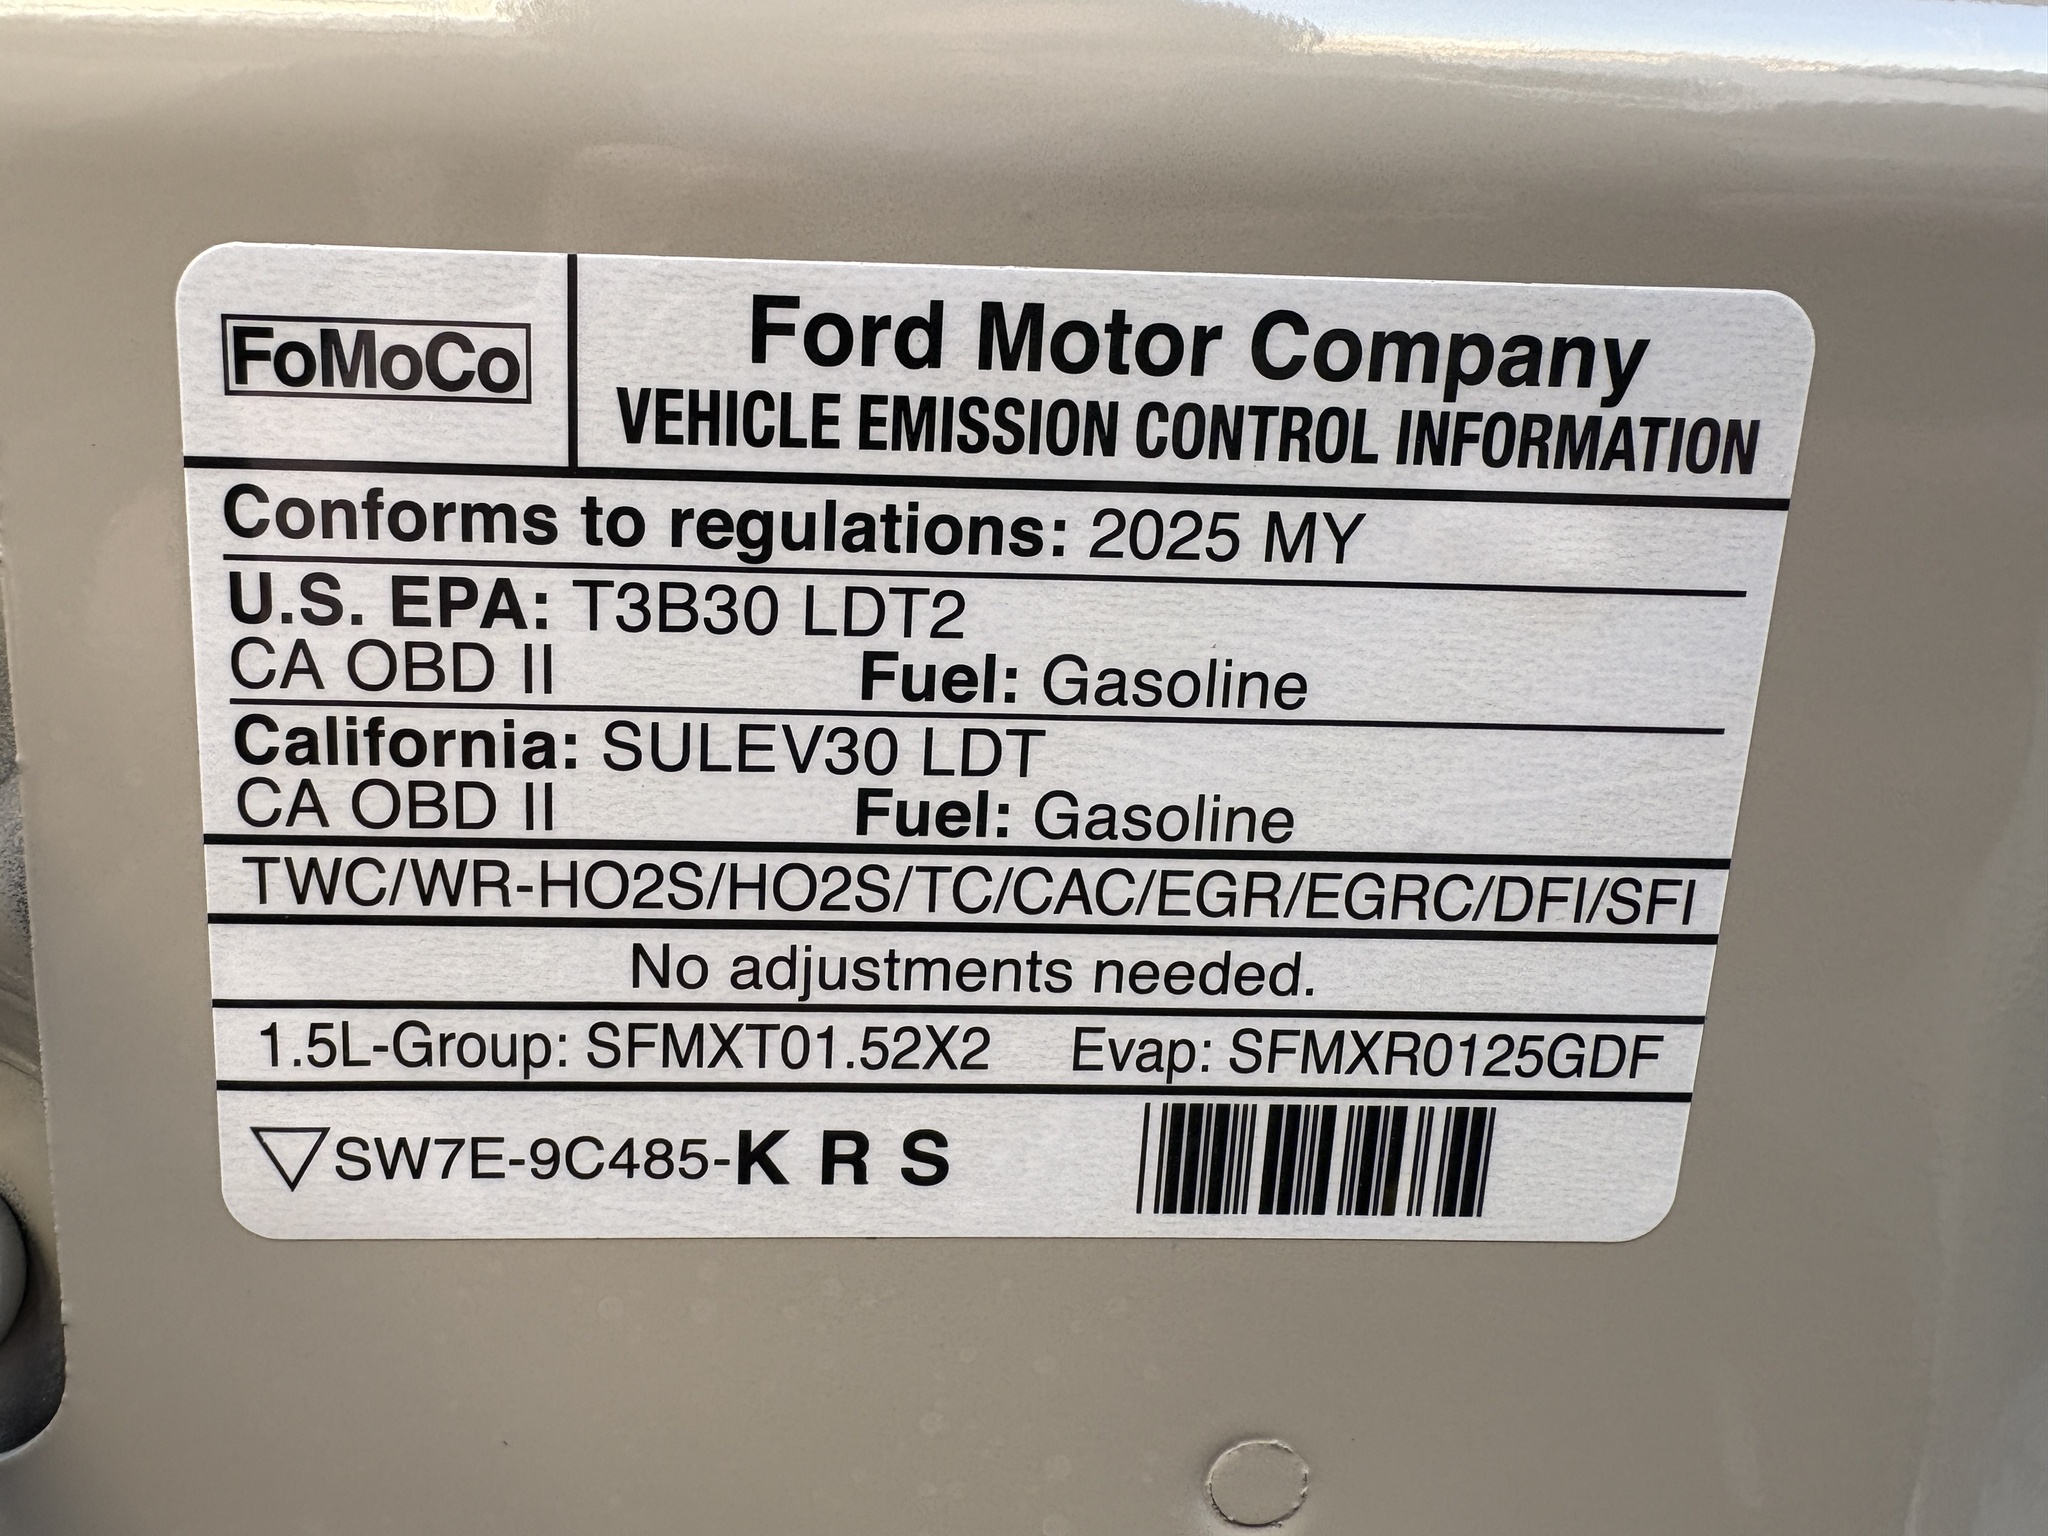 FoMoCo
Ford Motor Company
VEHICLE EMISSION CONTROL INFORMATION
Conforms to regulations: 2025 MY
U.S. EPA: T3B30 LDT2
CA OBD II Fuel: Gasoline
California: SULEV30 LDT
CA OBD II Fuel: Gasoline
TWC/WR-HO2S/HO2S/TC/CAC/EGR/EGRC/DFI/SFI
No adjustments needed.
1.5L-Group: SFMXT01.52X2 Evap: SFMXR0125GDF
SW7E-9C485-K R S